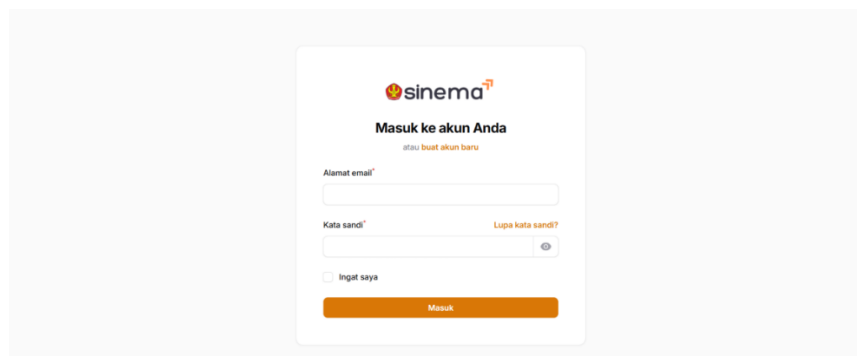 sinema
Masuk ke akun Anda
atau buat akun baru
Alamat email*
Kata sandi* Lupa kata sandi?
Ingat saya
Masuk